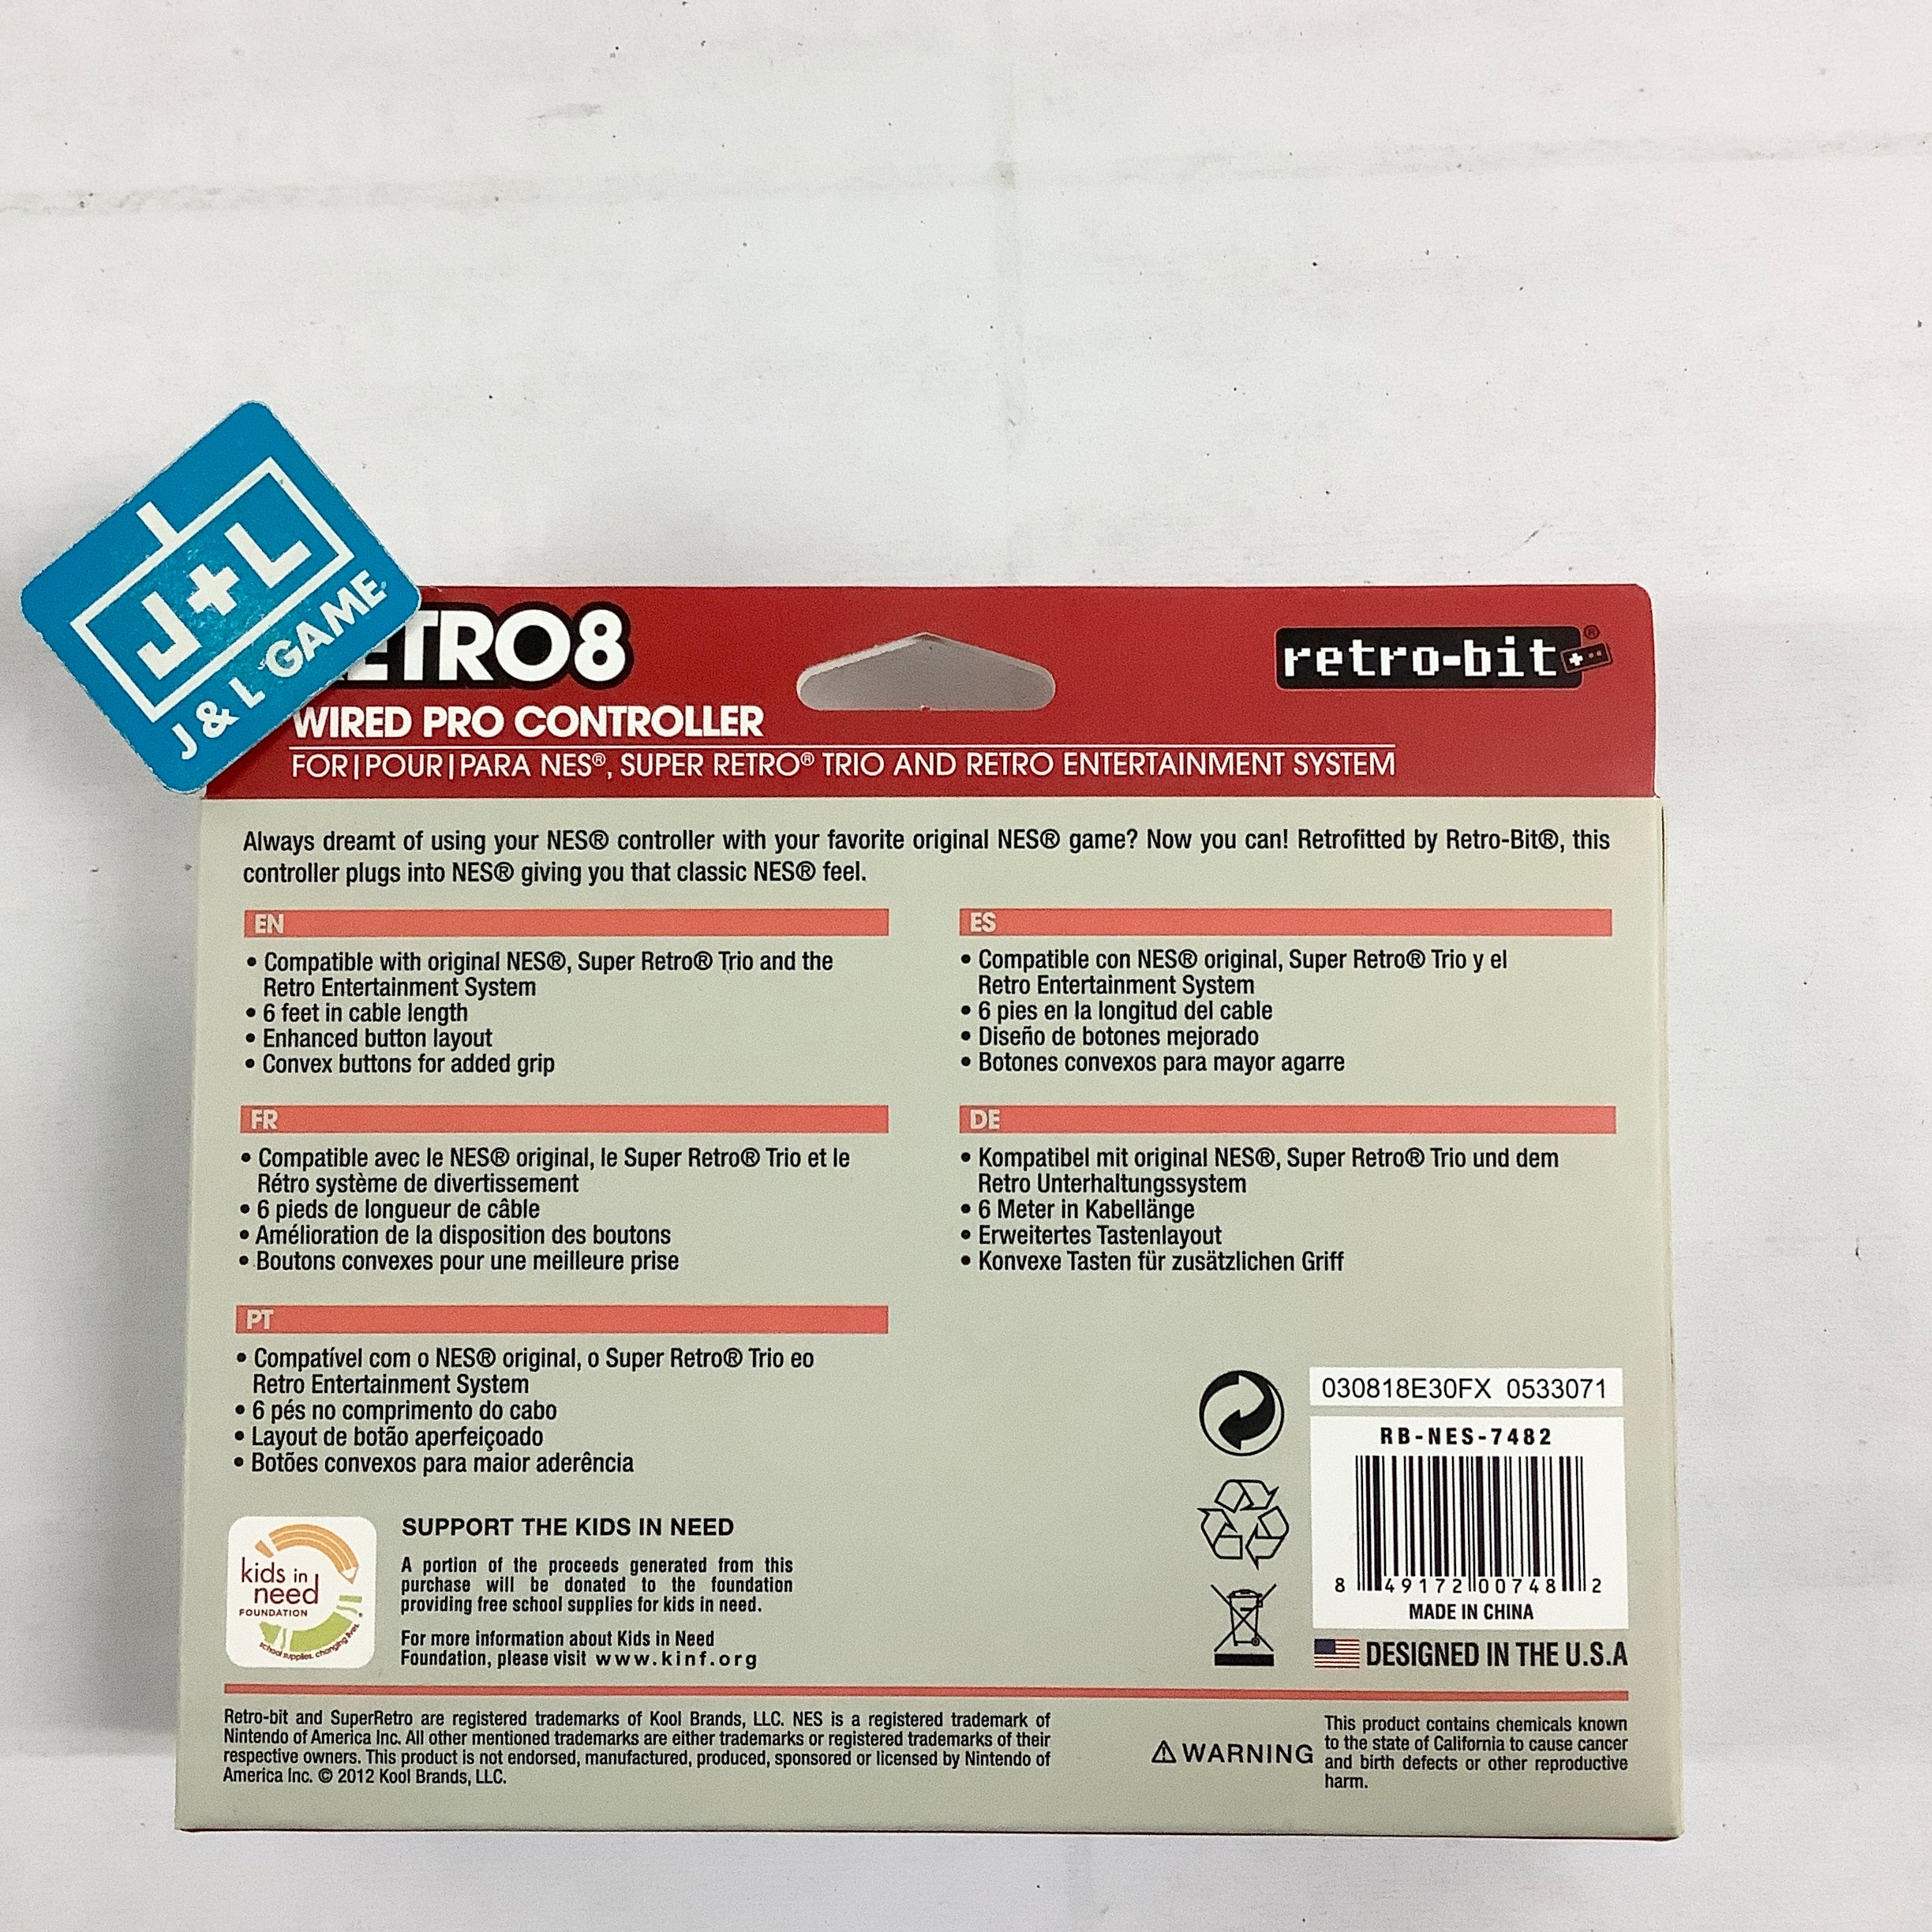 J+L
J & L GAME
ETRO8
retro-bit®
WIRED PRO CONTROLLER
FOR|POUR|PARA NES®, SUPER RETRO® TRIO AND RETRO ENTERTAINMENT SYSTEM
Always dreamt of using your NES® controller with your favorite original NES® game? Now you can! Retrofitted by Retro-Bit®, this
controller plugs into NES® giving you that classic NES® feel.
EN
• Compatible with original NES®, Super Retro® Trio and the
Retro Entertainment System
• 6 feet in cable length
• Enhanced button layout
• Convex buttons for added grip
ES
• Compatible con NES® original, Super Retro® Trio y el
Retro Entertainment System
• 6 pies en la longitud del cable
• Diseño de botones mejorado
• Botones convexos para mayor agarre
FR
• Compatible avec le NES® original, le Super Retro® Trio et le
Rétro système de divertissement
• 6 pieds de longueur de câble
• Amélioration de la disposition des boutons
• Boutons convexes pour une meilleure prise
DE
• Kompatibel mit original NES®, Super Retro® Trio und dem
Retro Unterhaltungssystem
• 6 Meter in Kabellänge
• Erweitertes Tastenlayout
• Konvexe Tasten für zusätzlichen Griff
PT
• Compatível com o NES® original, o Super Retro® Trio eo
Retro Entertainment System
• 6 pés no comprimento do cabo
• Layout de botão aperfeiçoado
• Botões convexos para maior aderência
kids in
need
FOUNDATION
school supplies. changing lives.
SUPPORT THE KIDS IN NEED
A portion of the proceeds generated from this
purchase will be donated to the foundation
providing free school supplies for kids in need.
For more information about Kids in Need
Foundation, please visit www.kinf.org
030818E30FX 0533071
RB-NES-7482
8 49172 00748 2
MADE IN CHINA
DESIGNED IN THE U.S.A
Retro-bit and SuperRetro are registered trademarks of Kool Brands, LLC. NES is a registered trademark of
Nintendo of America Inc. All other mentioned trademarks are either trademarks or registered trademarks of their
respective owners. This product is not endorsed, manufactured, produced, sponsored or licensed by Nintendo of
America Inc. © 2012 Kool Brands, LLC.
⚠ WARNING
This product contains chemicals known
to the state of California to cause cancer
and birth defects or other reproductive
harm.